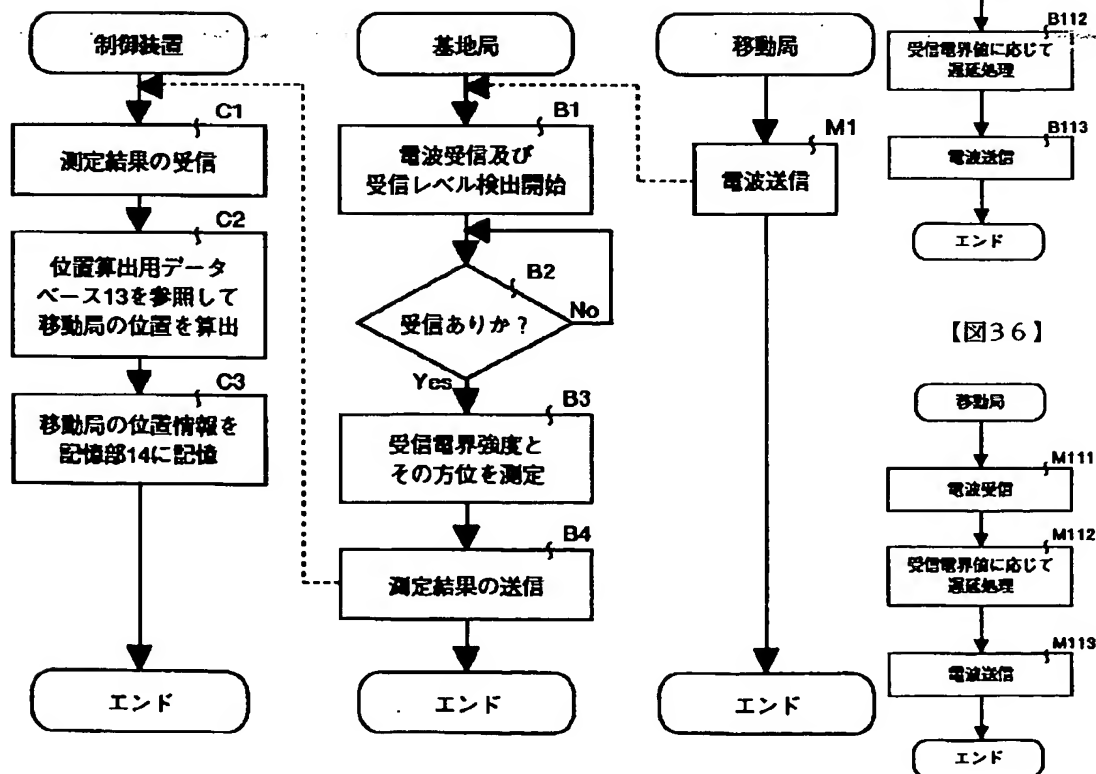 制御装置
C1
測定結果の受信
C2
位置算出用データ
ベース13を参照して
移動局の位置を算出
C3
移動局の位置情報を
記憶部14に記憶
エンド
基地局
B1
電波受信及び
受信レベル検出開始
B2
受信ありか？
No
Yes
B3
受信電界強度と
その方位を測定
B4
測定結果の送信
エンド
移動局
M1
電波送信
エンド
B112
受信電界値に応じて
遅延処理
B113
電波送信
エンド
【図36】
移動局
M111
電波受信
M112
受信電界値に応じて
遅延処理
M113
電波送信
エンド